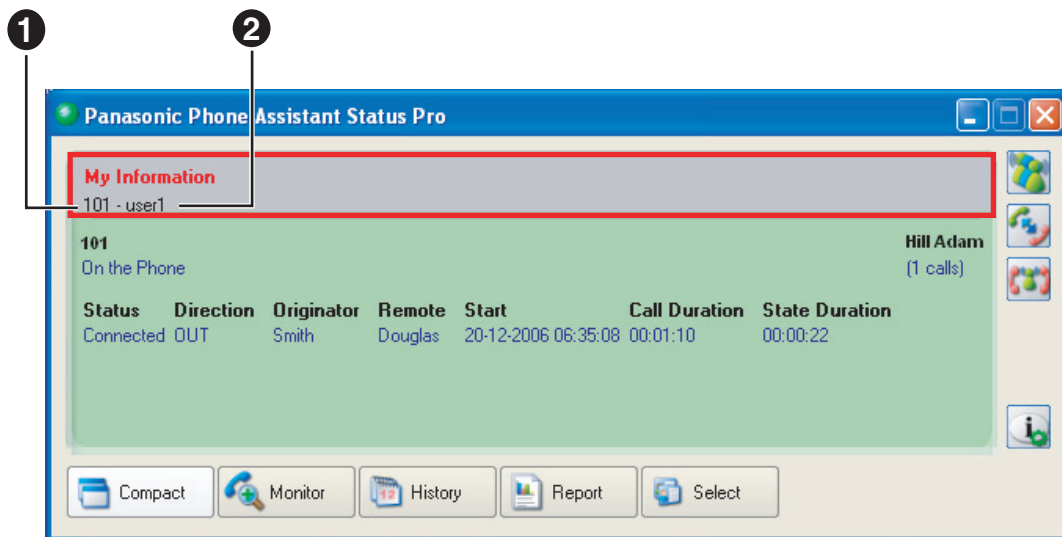 1 2
Panasonic Phone Assistant Status Pro
My Information
101 - user1
101 Hill Adam
On the Phone (1 calls)
Status Direction Originator Remote Start Call Duration State Duration
Connected OUT Smith Douglas 20-12-2006 06:35:08 00:01:10 00:00:22
Compact Monitor 12 History Report Select